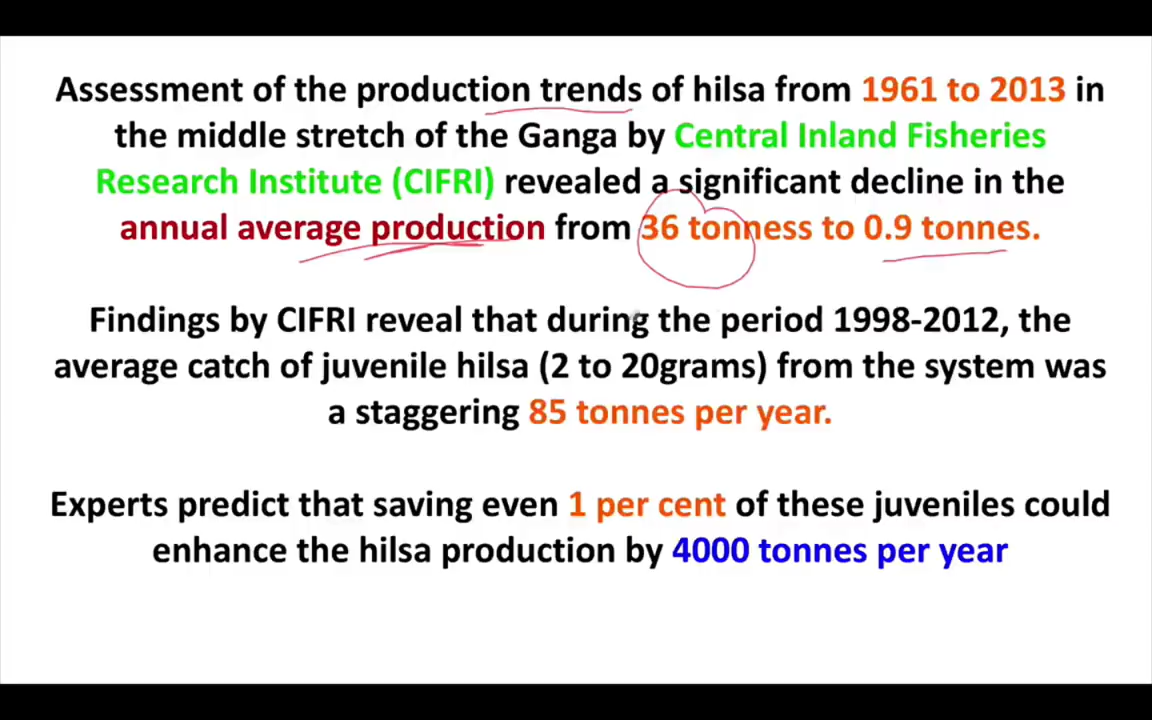 Assessment of the production trends of hilsa from 1961 to 2013 in
the middle stretch of the Ganga by Central Inland Fisheries
Research Institute (CIFRI) revealed a significant decline in the
annual average production from 36 tonness to 0.9 tonnes.
Findings by CIFRI reveal that during the period 1998-2012, the
average catch of juvenile hilsa (2 to 20grams) from the system was
a staggering 85 tonnes per year.
Experts predict that saving even 1 per cent of these juveniles could
enhance the hilsa production by 4000 tonnes per year